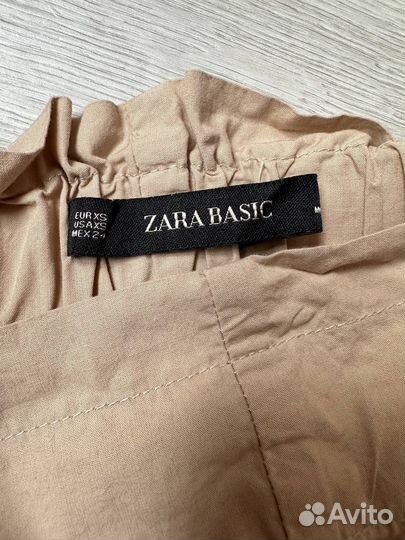 EUR XS
USA XS
MEX 24
ZARA BASIC
M
Avito